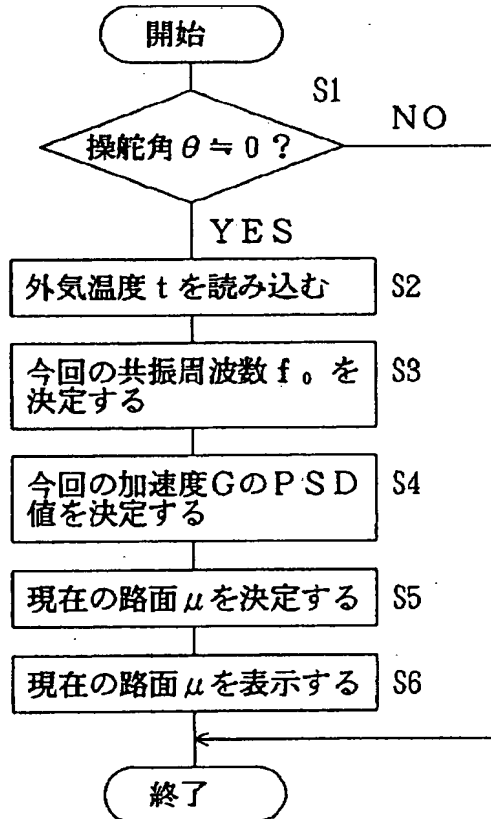 開始
S1
操舵角θ≒0?
NO
YES
外気温度tを読み込む
S2
今回の共振周波数f₀を
決定する
S3
今回の加速度GのPSD
値を決定する
S4
現在の路面μを決定する
S5
現在の路面μを表示する
S6
終了